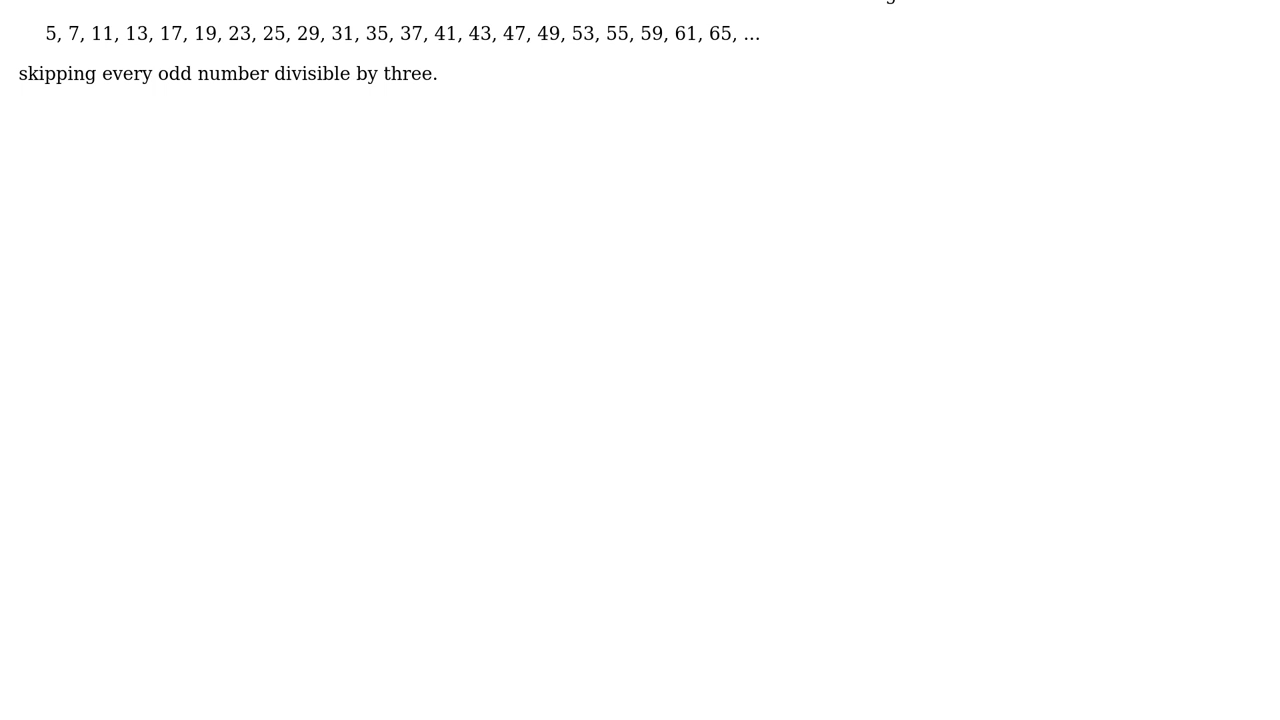 5, 7, 11, 13, 17, 19, 23, 25, 29, 31, 35, 37, 41, 43, 47, 49, 53, 55, 59, 61, 65, ...
skipping every odd number divisible by three.